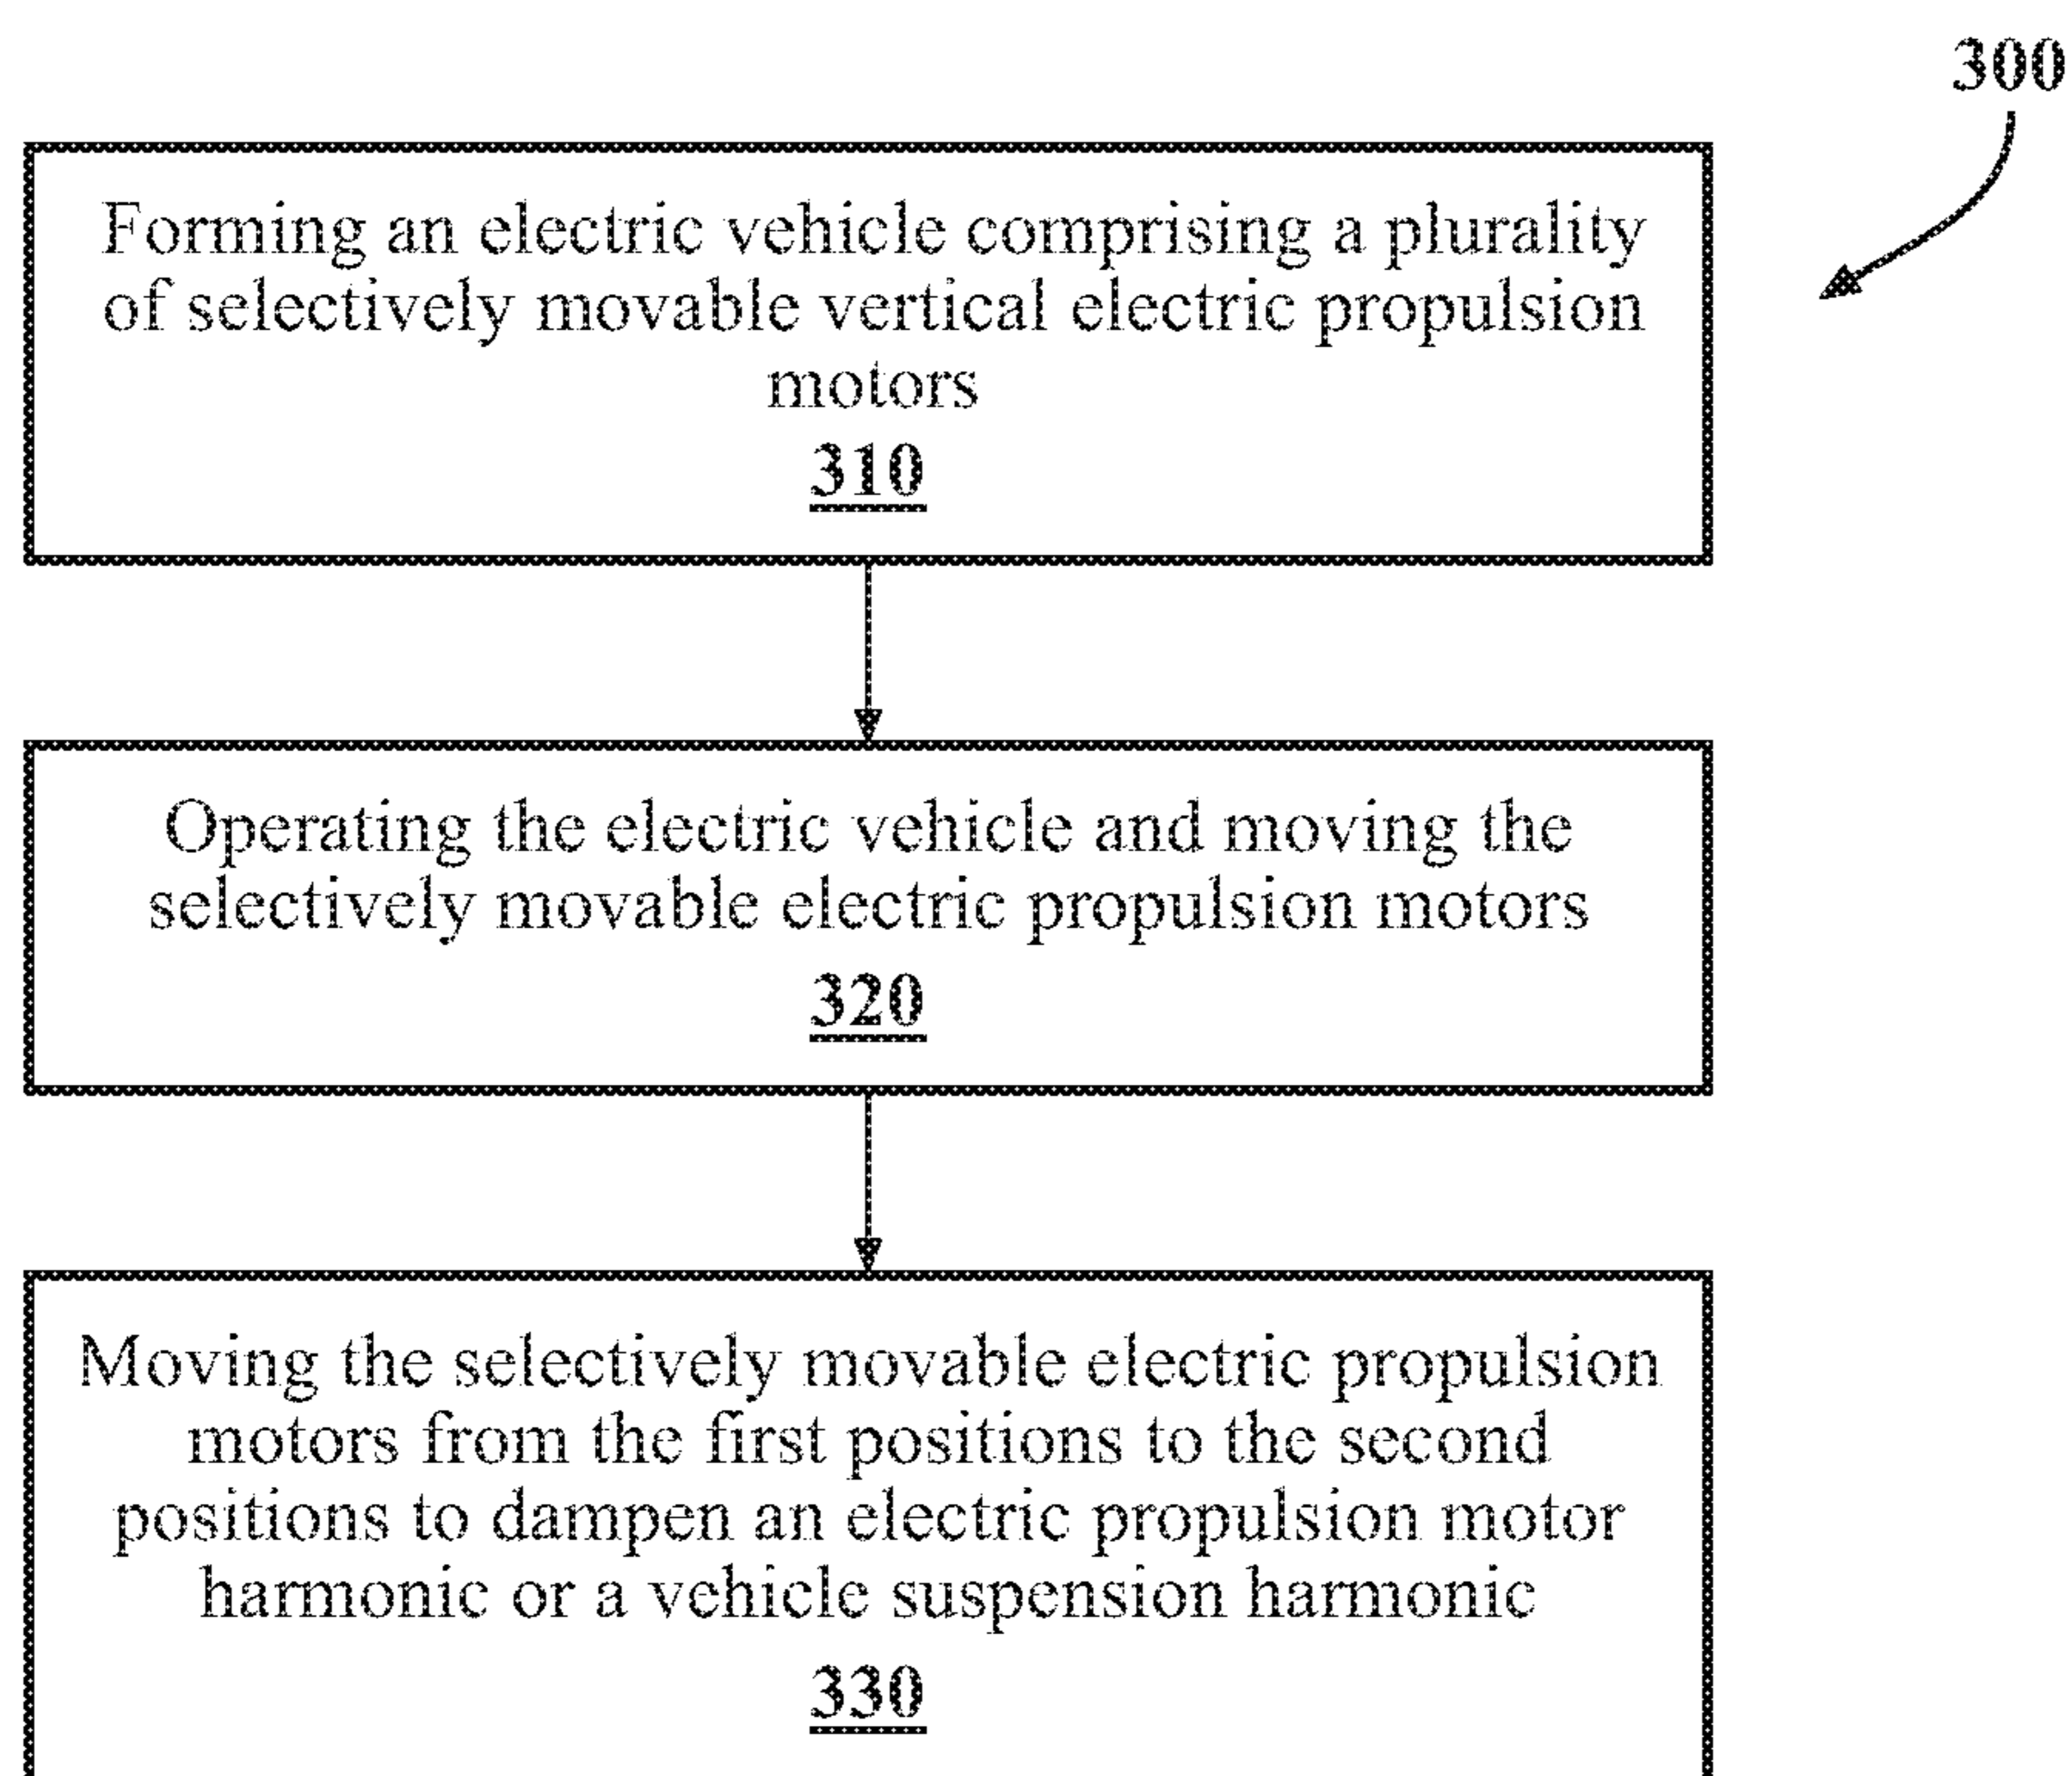 300
Forming an electric vehicle comprising a plurality
of selectively movable vertical electric propulsion
motors
310
Operating the electric vehicle and moving the
selectively movable electric propulsion motors
320
Moving the selectively movable electric propulsion
motors from the first positions to the second
positions to dampen an electric propulsion motor
harmonic or a vehicle suspension harmonic
330